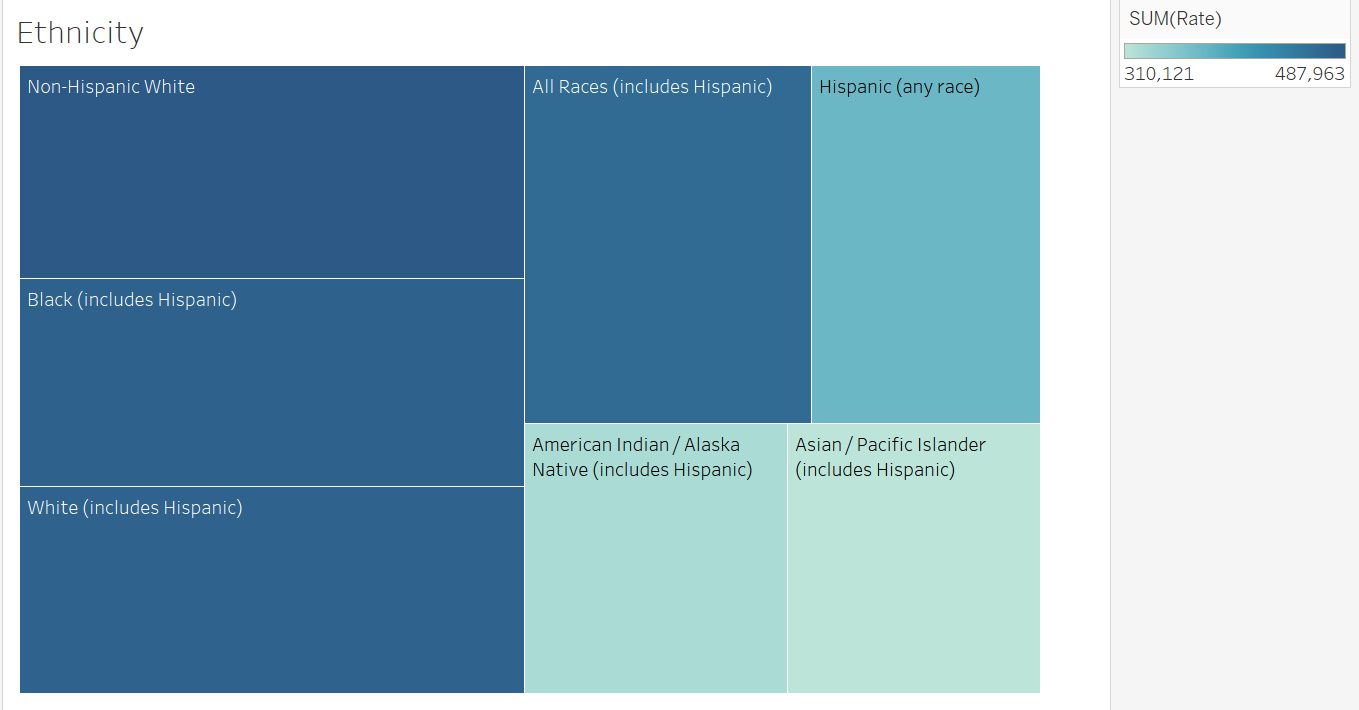 Ethnicity
Non-Hispanic White
Black (includes Hispanic)
White (includes Hispanic)
All Races (includes Hispanic)
Hispanic (any race)
American Indian / Alaska
Native (includes Hispanic)
Asian / Pacific Islander
(includes Hispanic)
SUM(Rate)
310,121 487,963